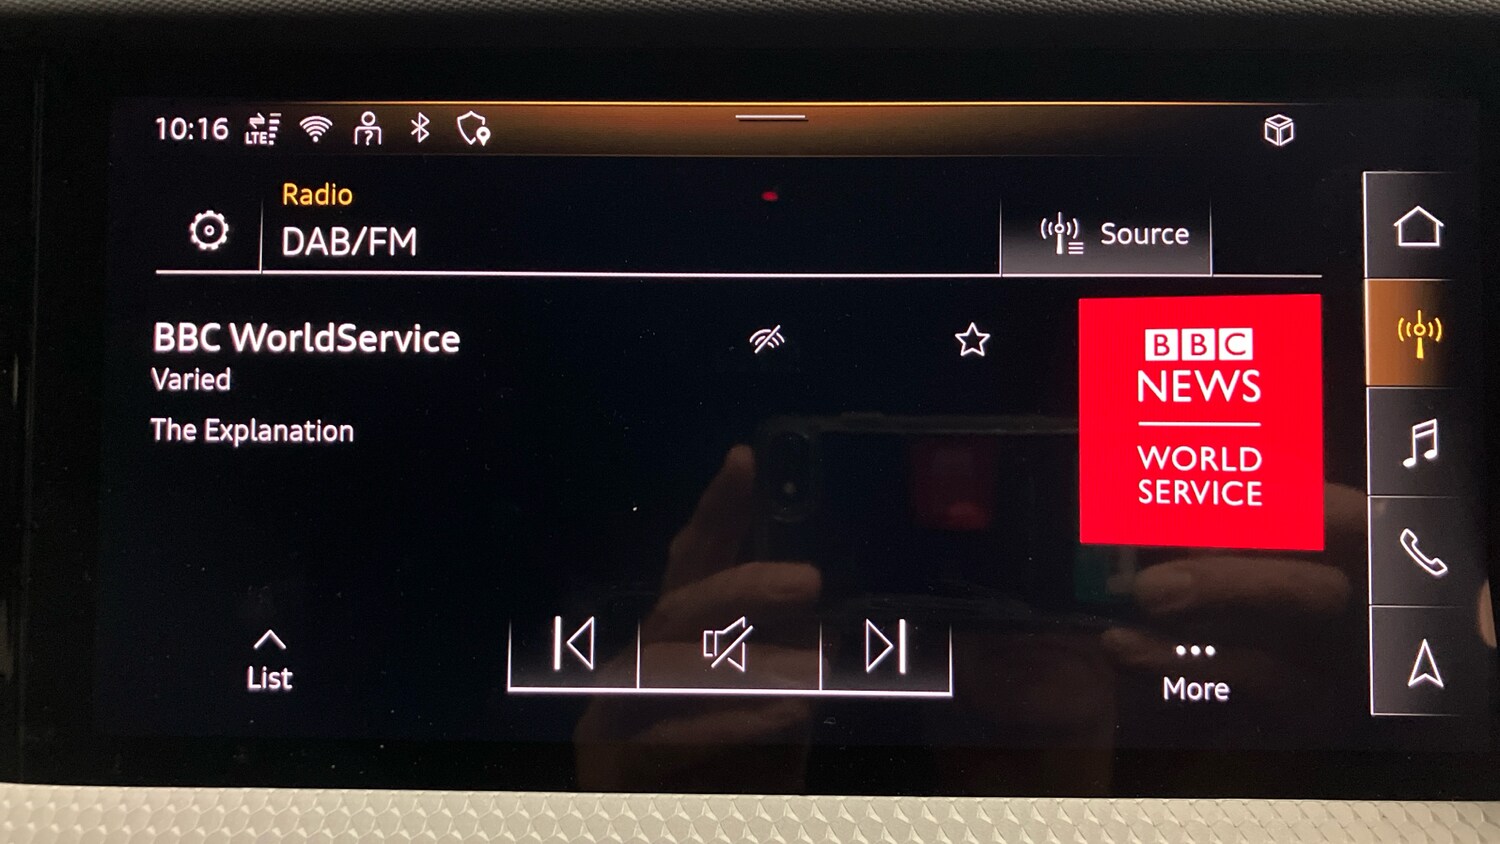 10:16 LTE ?
Radio
DAB/FM
Source
BBC WorldService
Varied
The Explanation
BBC
NEWS
WORLD
SERVICE
List
More